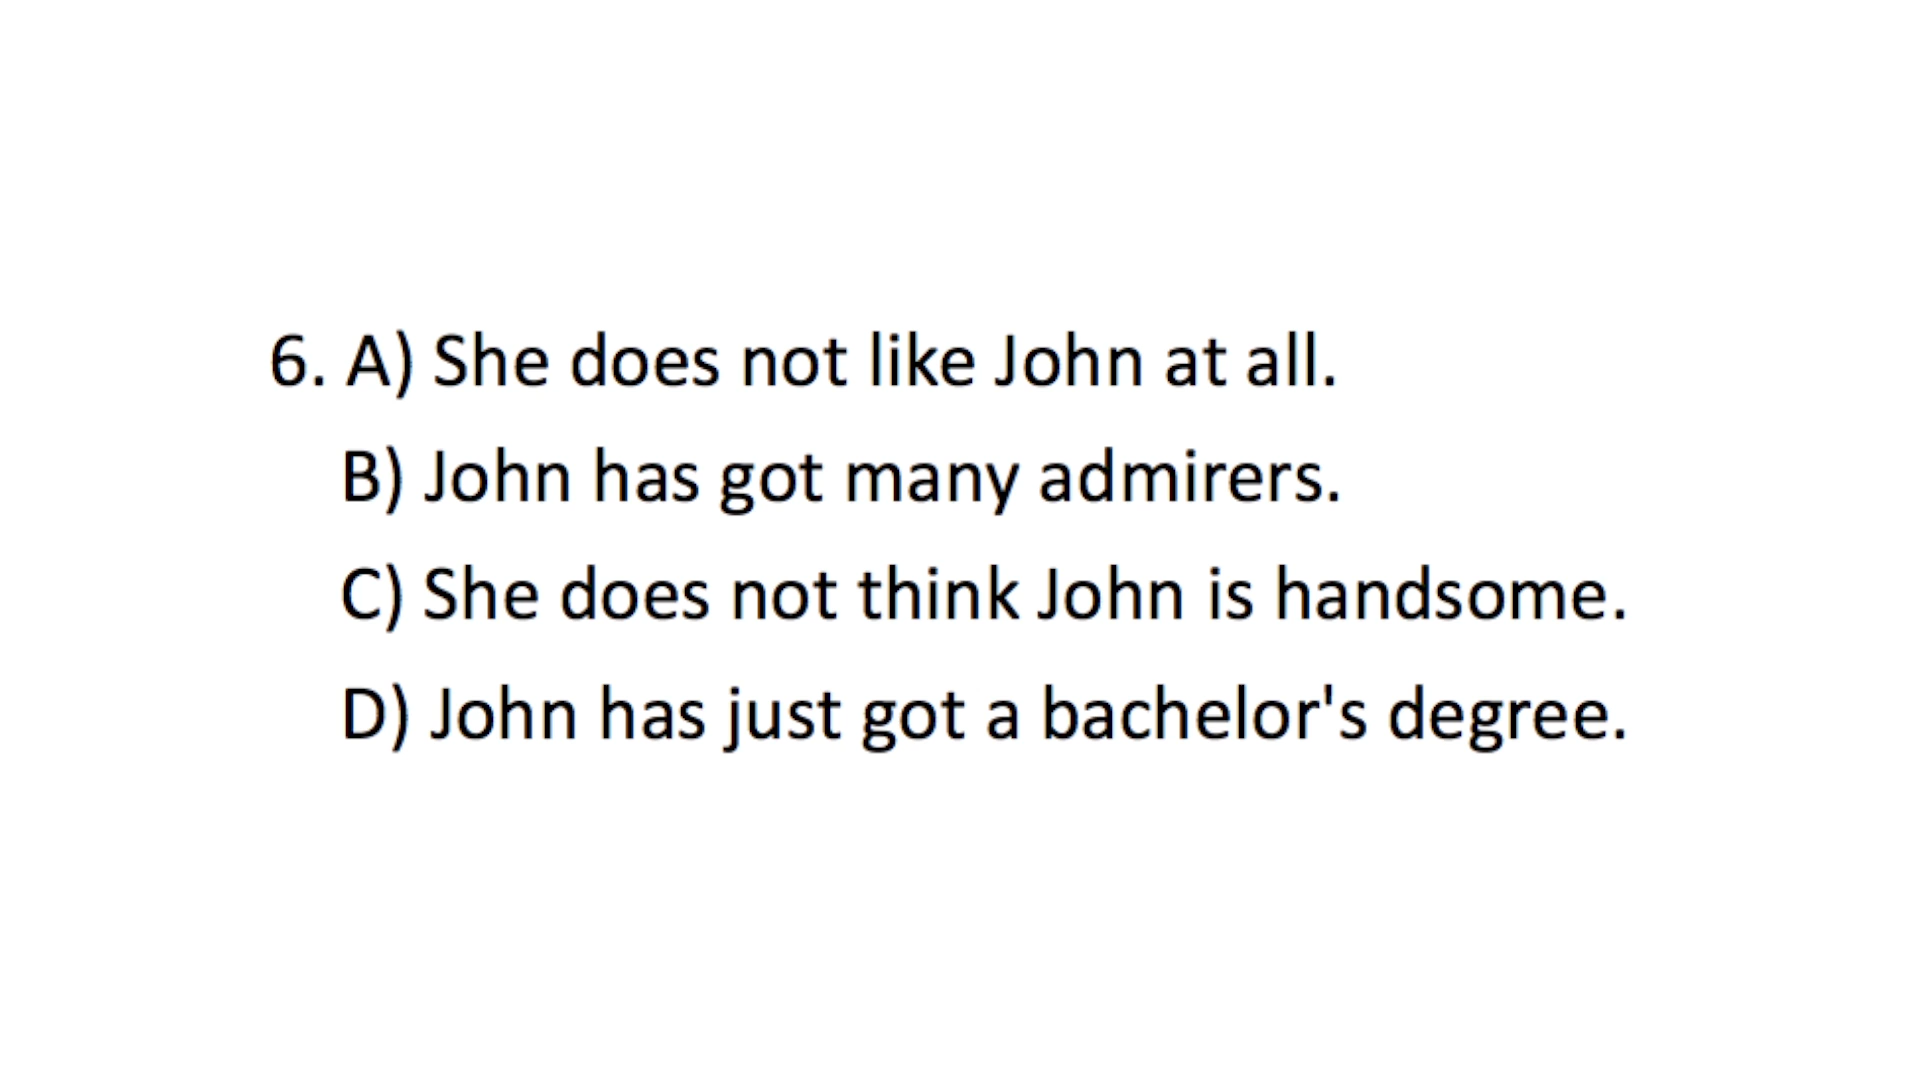 6. A) She does not like John at all.
B) John has got many admirers.
C) She does not think John is handsome.
D) John has just got a bachelor's degree.